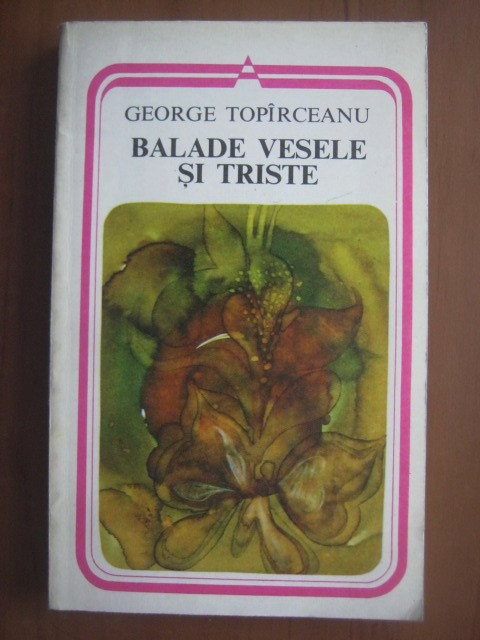 GEORGE TOPÎRCEANU
BALADE VESELE
ȘI TRISTE